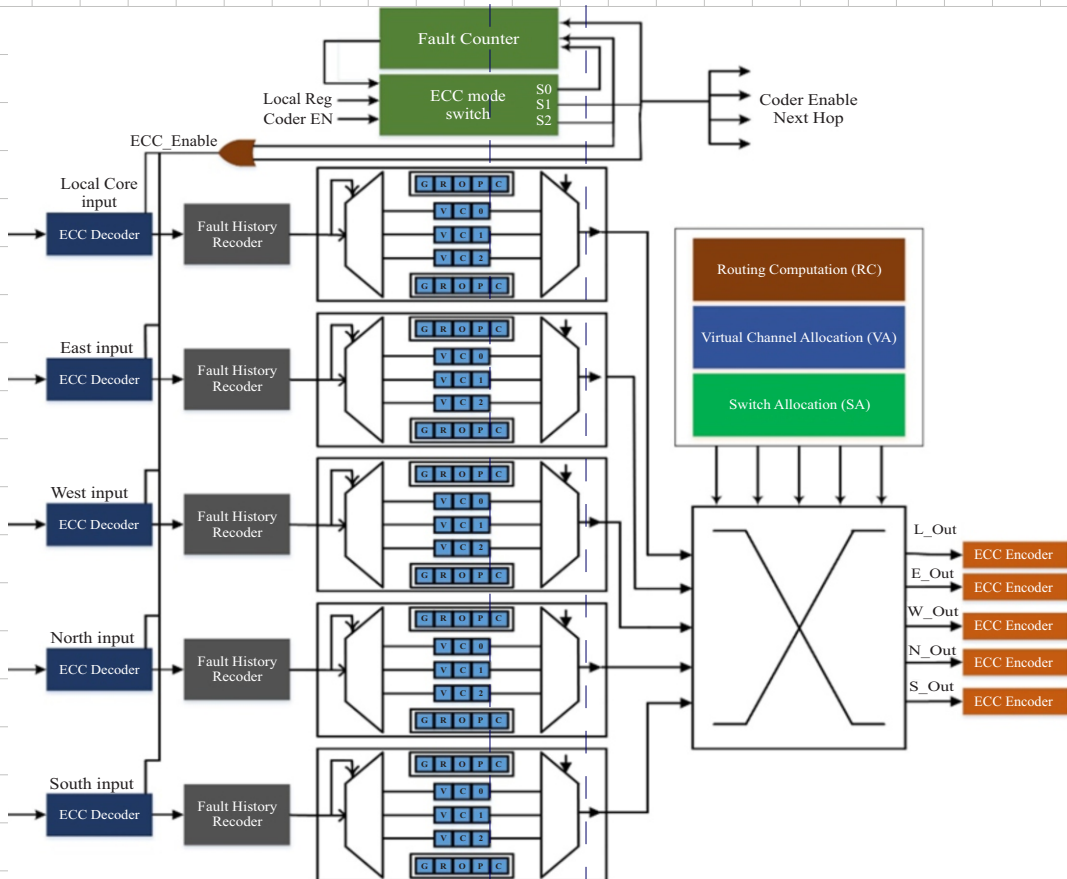 Fault Counter
ECC mode
switch
S0
S1
S2
Local Reg
Coder EN
Coder Enable
Next Hop
ECC_Enable
Local Core
input
ECC Decoder
Fault History
Recoder
G R O P C
V C 0
V C 1
V C 2
G R O P C
East input
ECC Decoder
Fault History
Recoder
G R O P C
V C 0
V C 1
V C 2
G R O P C
West input
ECC Decoder
Fault History
Recoder
G R O P C
V C 0
V C 1
V C 2
G R O P C
North input
ECC Decoder
Fault History
Recoder
G R O P C
V C 0
V C 1
V C 2
G R O P C
South input
ECC Decoder
Fault History
Recoder
G R O P C
V C 0
V C 1
V C 2
G R O P C
Routing Computation (RC)
Virtual Channel Allocation (VA)
Switch Allocation (SA)
L_Out
ECC Encoder
E_Out
ECC Encoder
W_Out
ECC Encoder
N_Out
ECC Encoder
S_Out
ECC Encoder